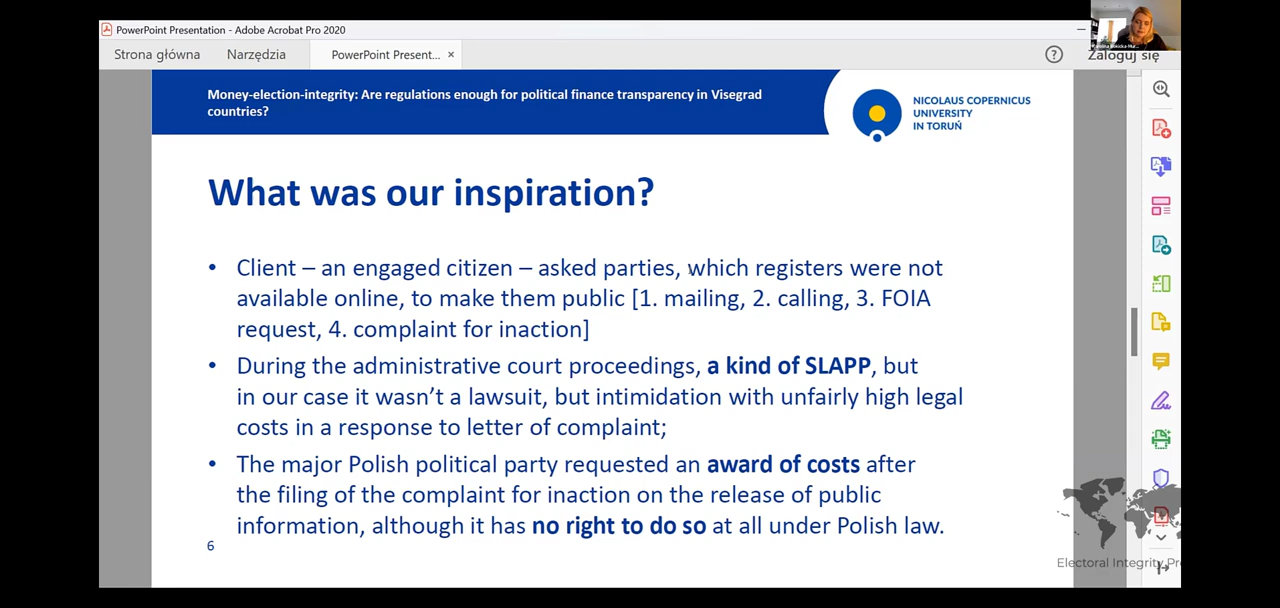 PowerPoint Presentation - Adobe Acrobat Pro 2020
Strona główna
Narzędzia
PowerPoint Present...
Zaloguj się
Money-election-integrity: Are regulations enough for political finance transparency in Visegrad
countries?
NICOLAUS COPERNICUS
UNIVERSITY
IN TORUŃ
What was our inspiration?
• Client – an engaged citizen – asked parties, which registers were not
available online, to make them public [1. mailing, 2. calling, 3. FOIA
request, 4. complaint for inaction]
• During the administrative court proceedings, a kind of SLAPP, but
in our case it wasn't a lawsuit, but intimidation with unfairly high legal
costs in a response to letter of complaint;
• The major Polish political party requested an award of costs after
the filing of the complaint for inaction on the release of public
information, although it has no right to do so at all under Polish law.
6
Electoral Integrity Pr